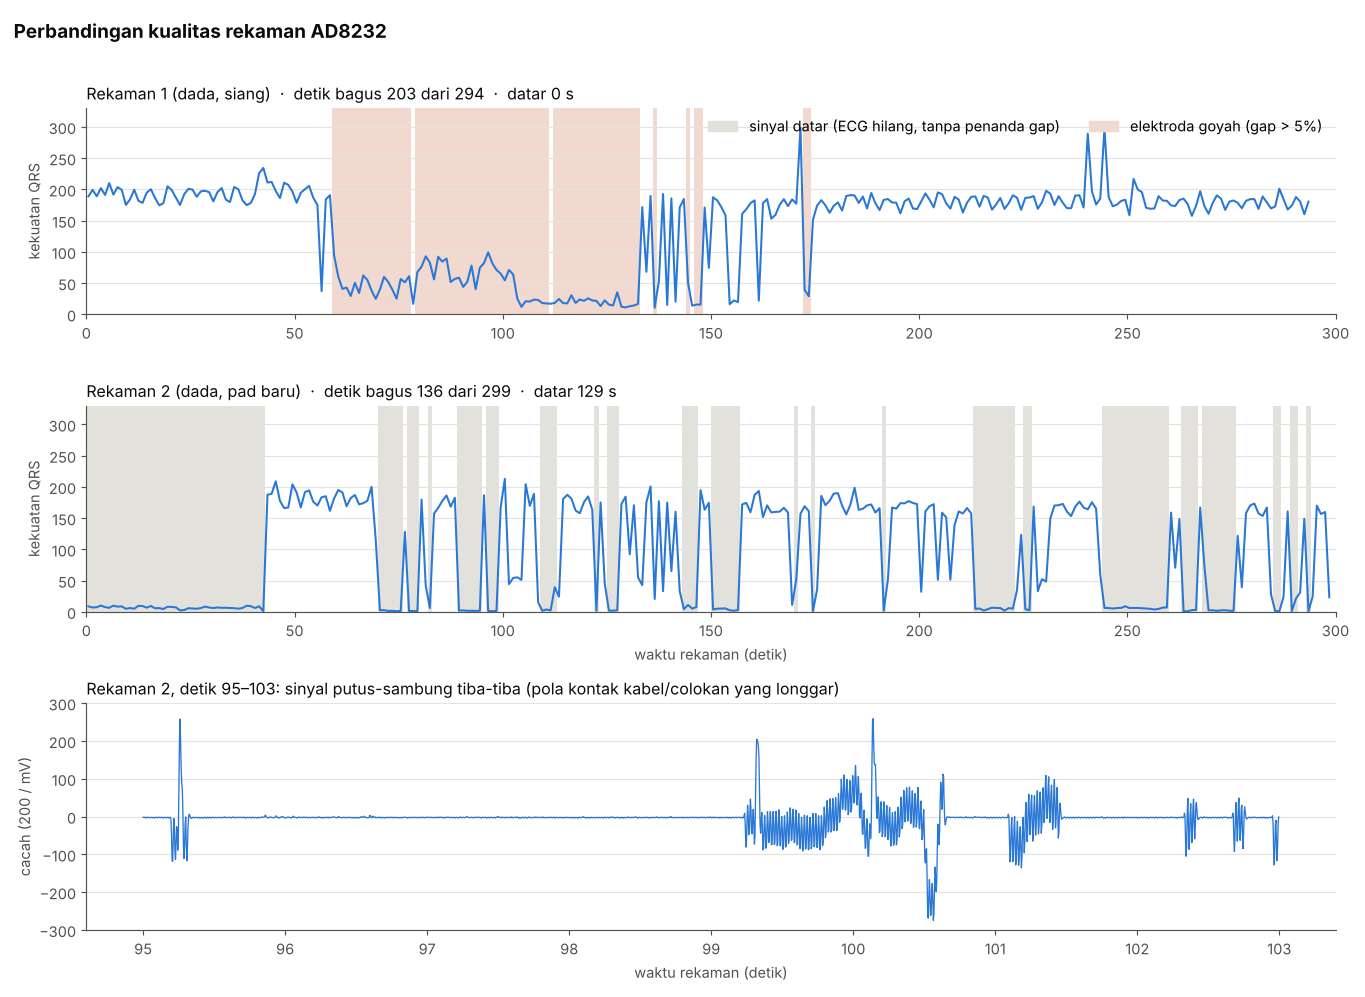 Perbandingan kualitas rekaman AD8232
Rekaman 1 (dada, siang)  ·  detik bagus 203 dari 294  ·  datar 0 s
sinyal datar (ECG hilang, tanpa penanda gap)
elektroda goyah (gap > 5%)
kekuatan QRS
300
250
200
150
100
50
0
0 50 100 150 200 250 300
Rekaman 2 (dada, pad baru)  ·  detik bagus 136 dari 299  ·  datar 129 s
kekuatan QRS
300
250
200
150
100
50
0
0 50 100 150 200 250 300
waktu rekaman (detik)
Rekaman 2, detik 95–103: sinyal putus-sambung tiba-tiba (pola kontak kabel/colokan yang longgar)
cacah (200 / mV)
300
200
100
0
−100
−200
−300
95 96 97 98 99 100 101 102 103
waktu rekaman (detik)